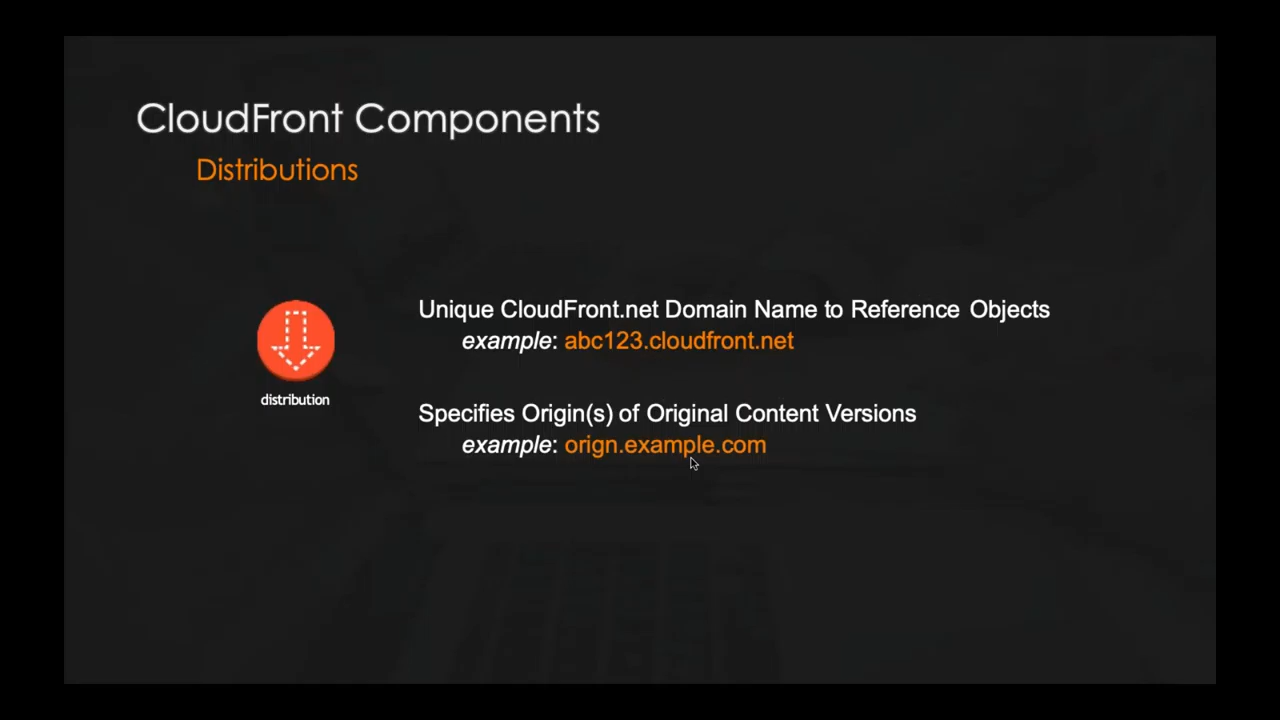 CloudFront Components
Distributions
Unique CloudFront.net Domain Name to Reference Objects
example: abc123.cloudfront.net
distribution
Specifies Origin(s) of Original Content Versions
example: orign.example.com